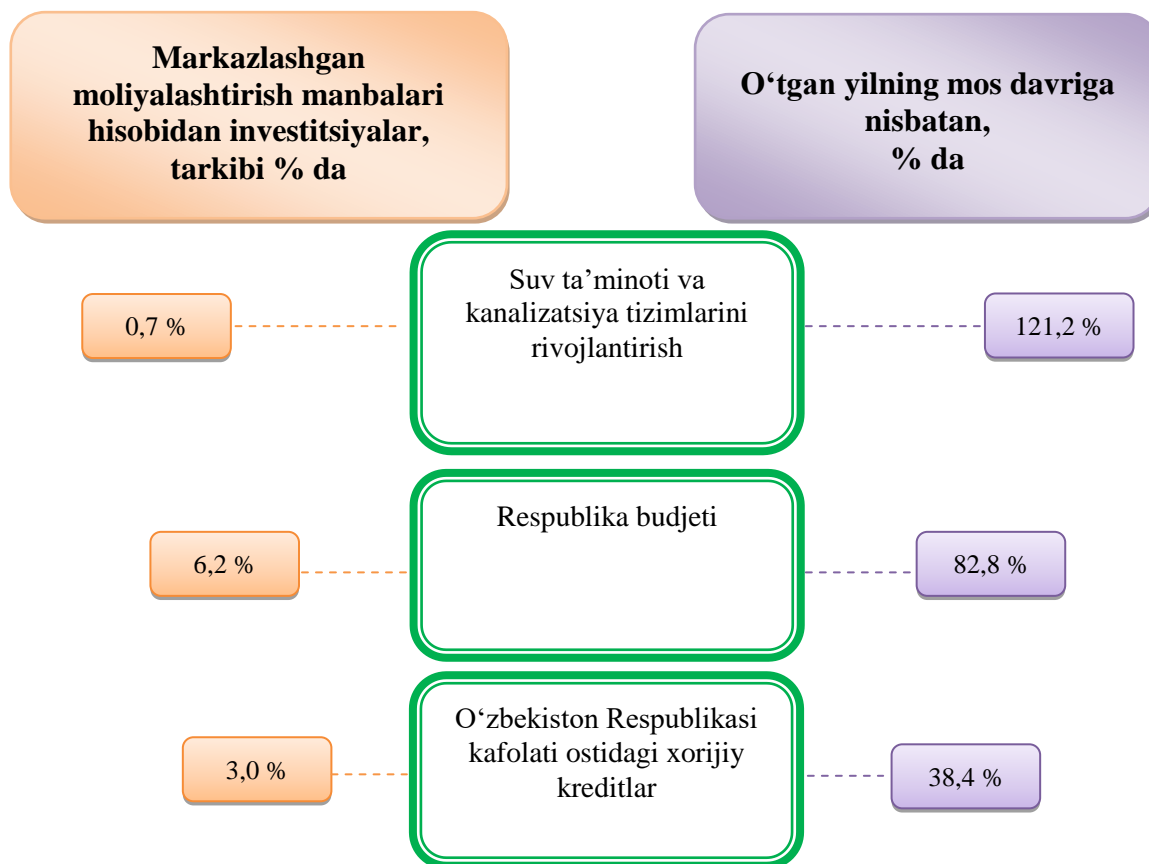 Markazlashgan
moliyalashtirish manbalari
hisobidan investitsiyalar,
tarkibi % da
O‘tgan yilning mos davriga
nisbatan,
% da
0,7 %
Suv ta’minoti va
kanalizatsiya tizimlarini
rivojlantirish
121,2 %
6,2 %
Respublika budjeti
82,8 %
3,0 %
O‘zbekiston Respublikasi
kafolati ostidagi xorijiy
kreditlar
38,4 %